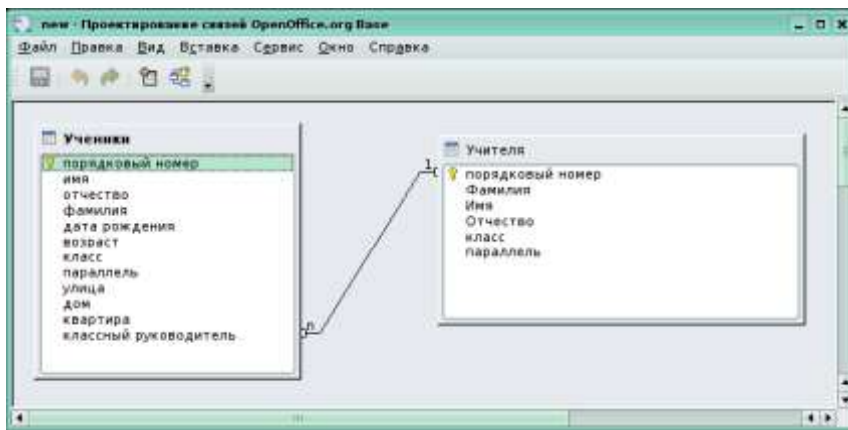 new - Проектирование связей OpenOffice.org Base
Файл Правка Вид Вставка Сервис Окно Справка
Ученики
порядковый номер
имя
отчество
фамилия
дата рождения
возраст
класс
параллель
улица
дом
квартира
классный руководитель
n
1
Учителя
порядковый номер
Фамилия
Имя
Отчество
класс
параллель